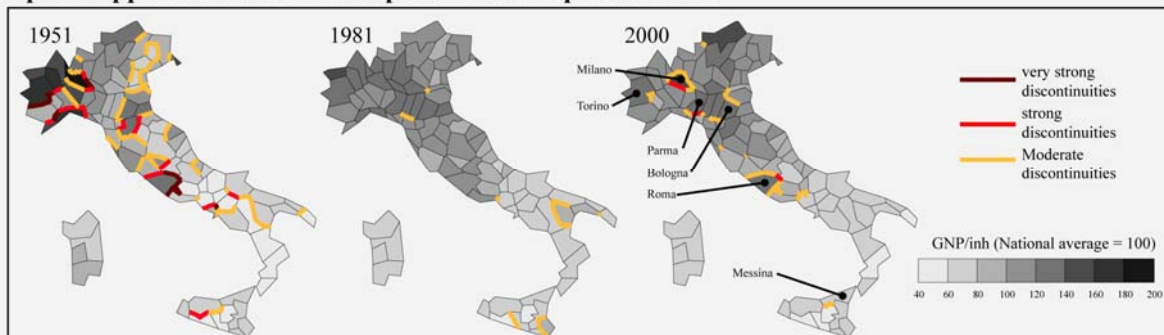 1951
1981
2000
Milano
Torino
Parma
Bologna
Roma
Messina
very strong
discontinuities
strong
discontinuities
Moderate
discontinuities
GNP/inh (National average = 100)
40 60 80 100 120 140 160 180 200